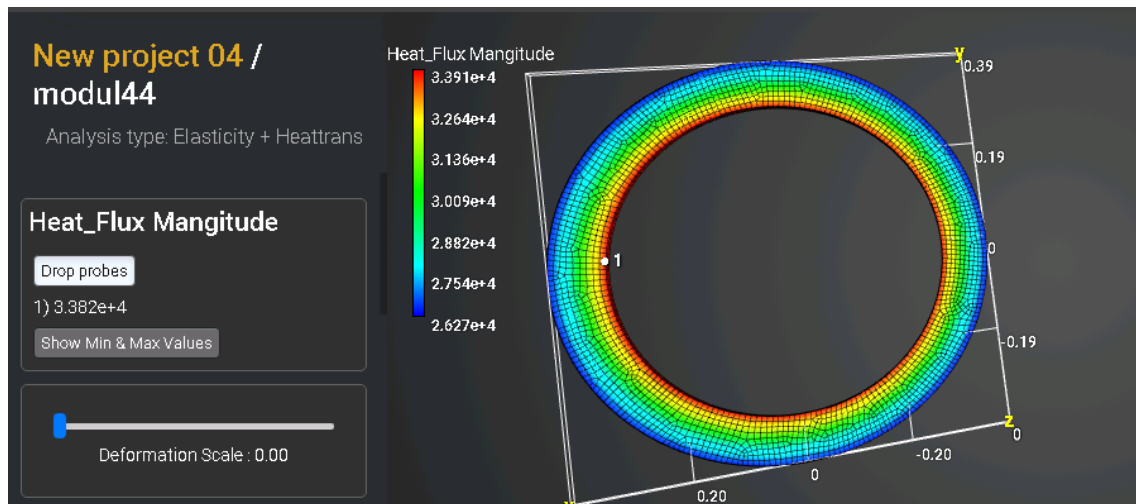 New project 04 /
modul44
Analysis type: Elasticity + Heattrans
Heat_Flux Mangitude
Drop probes
1) 3.382e+4
Show Min & Max Values
Deformation Scale : 0.00
Heat_Flux Mangitude
3.391e+4
3.264e+4
3.136e+4
3.009e+4
2.882e+4
2.754e+4
2.627e+4
1
y
0.39
0.19
0
-0.19
z
0
-0.20
0
0.20